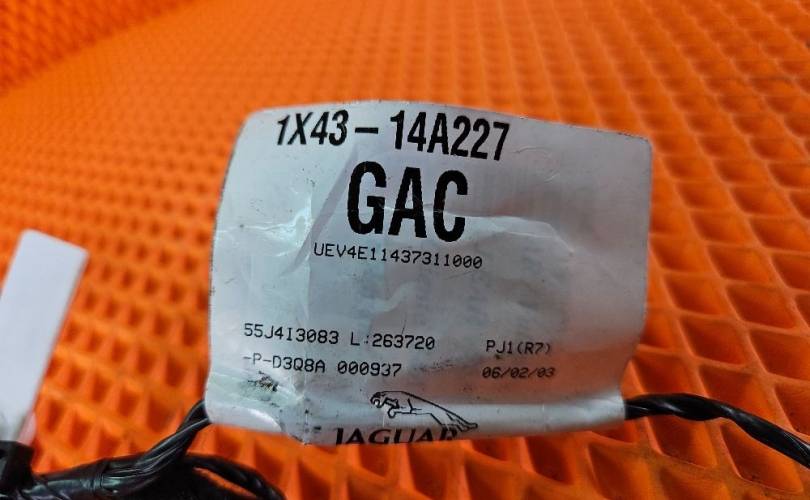 1X43-14A227
GAC
UEV4E11437311000
55J4I3083 L:263720 PJ1(R7)
-P-D3Q8A 000937 06/02/03
JAGUAR